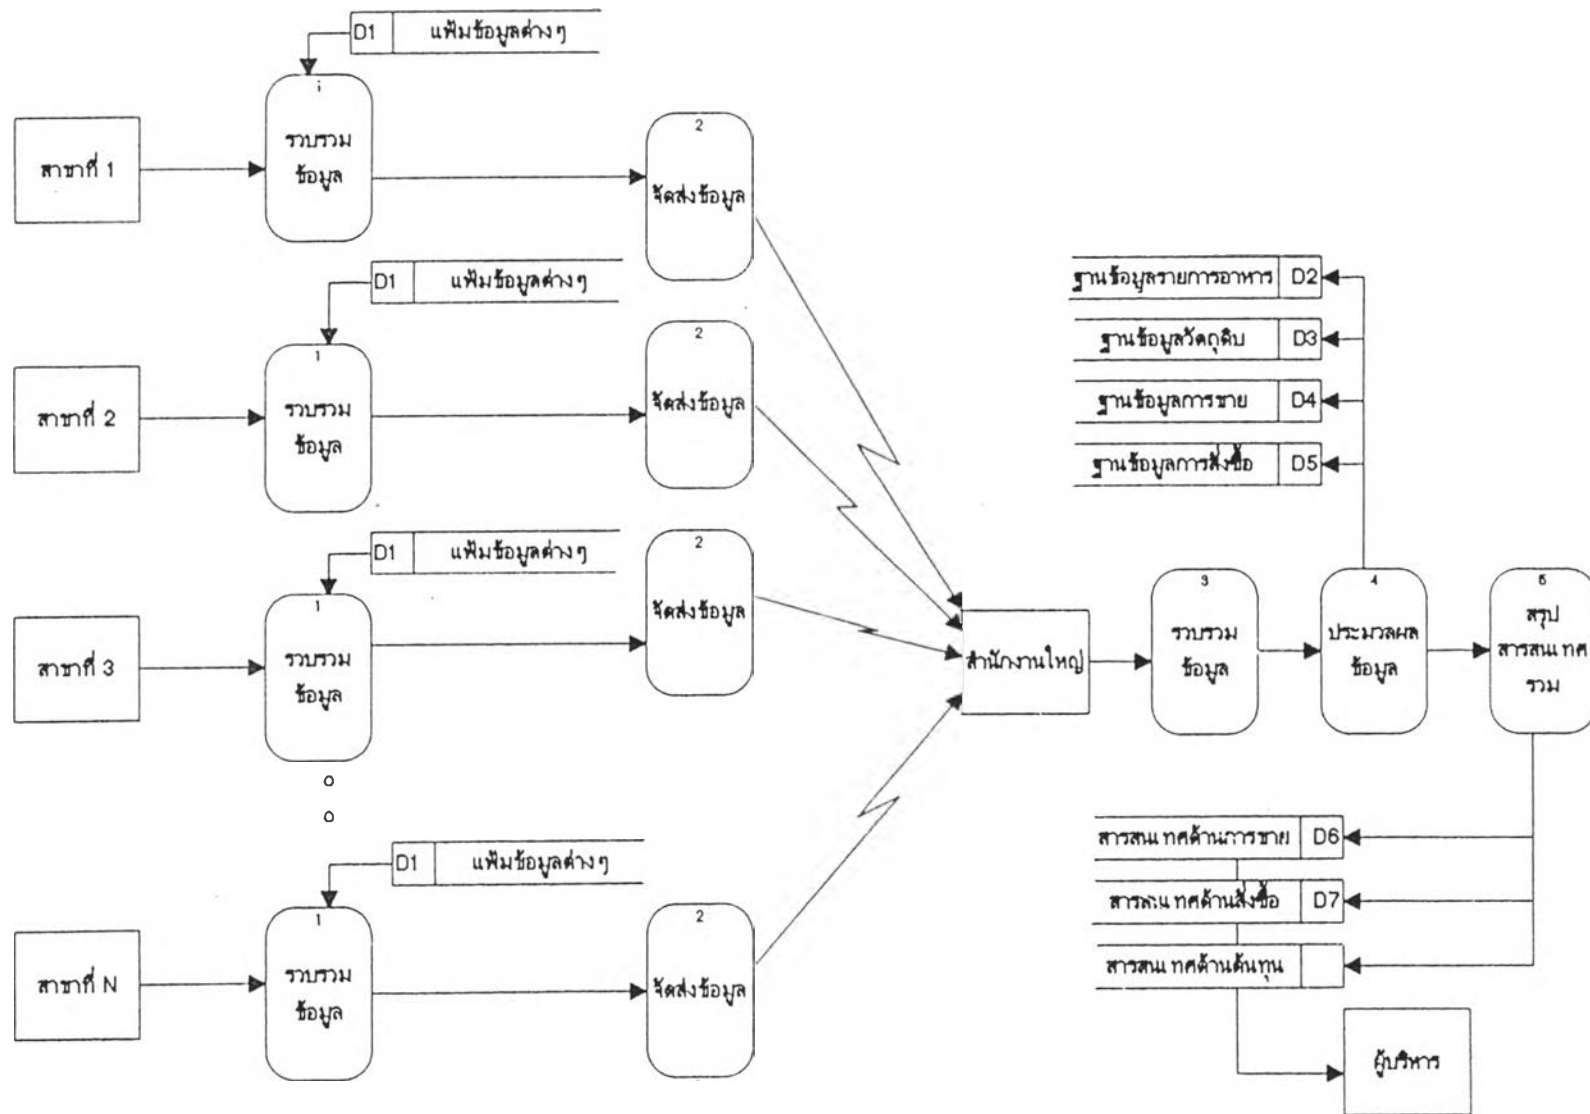 D1 แฟ้มข้อมูลต่างๆ
1
รวบรวม
ข้อมูล
สาขาที่ 1
2
จัดส่งข้อมูล
D1 แฟ้มข้อมูลต่างๆ
1
รวบรวม
ข้อมูล
สาขาที่ 2
2
จัดส่งข้อมูล
D1 แฟ้มข้อมูลต่างๆ
1
รวบรวม
ข้อมูล
สาขาที่ 3
2
จัดส่งข้อมูล
D1 แฟ้มข้อมูลต่างๆ
1
รวบรวม
ข้อมูล
สาขาที่ N
2
จัดส่งข้อมูล
สำนักงานใหญ่
3
รวบรวม
ข้อมูล
4
ประมวลผล
ข้อมูล
5
สรุป
สารสนเทศ
รวม
ฐานข้อมูลรายการอาหาร D2
ฐานข้อมูลวัตถุดิบ D3
ฐานข้อมูลการขาย D4
ฐานข้อมูลการสั่งซื้อ D5
สารสนเทศด้านการขาย D6
สารสนเทศด้านสั่งซื้อ D7
สารสนเทศด้านต้นทุน
ผู้บริหาร